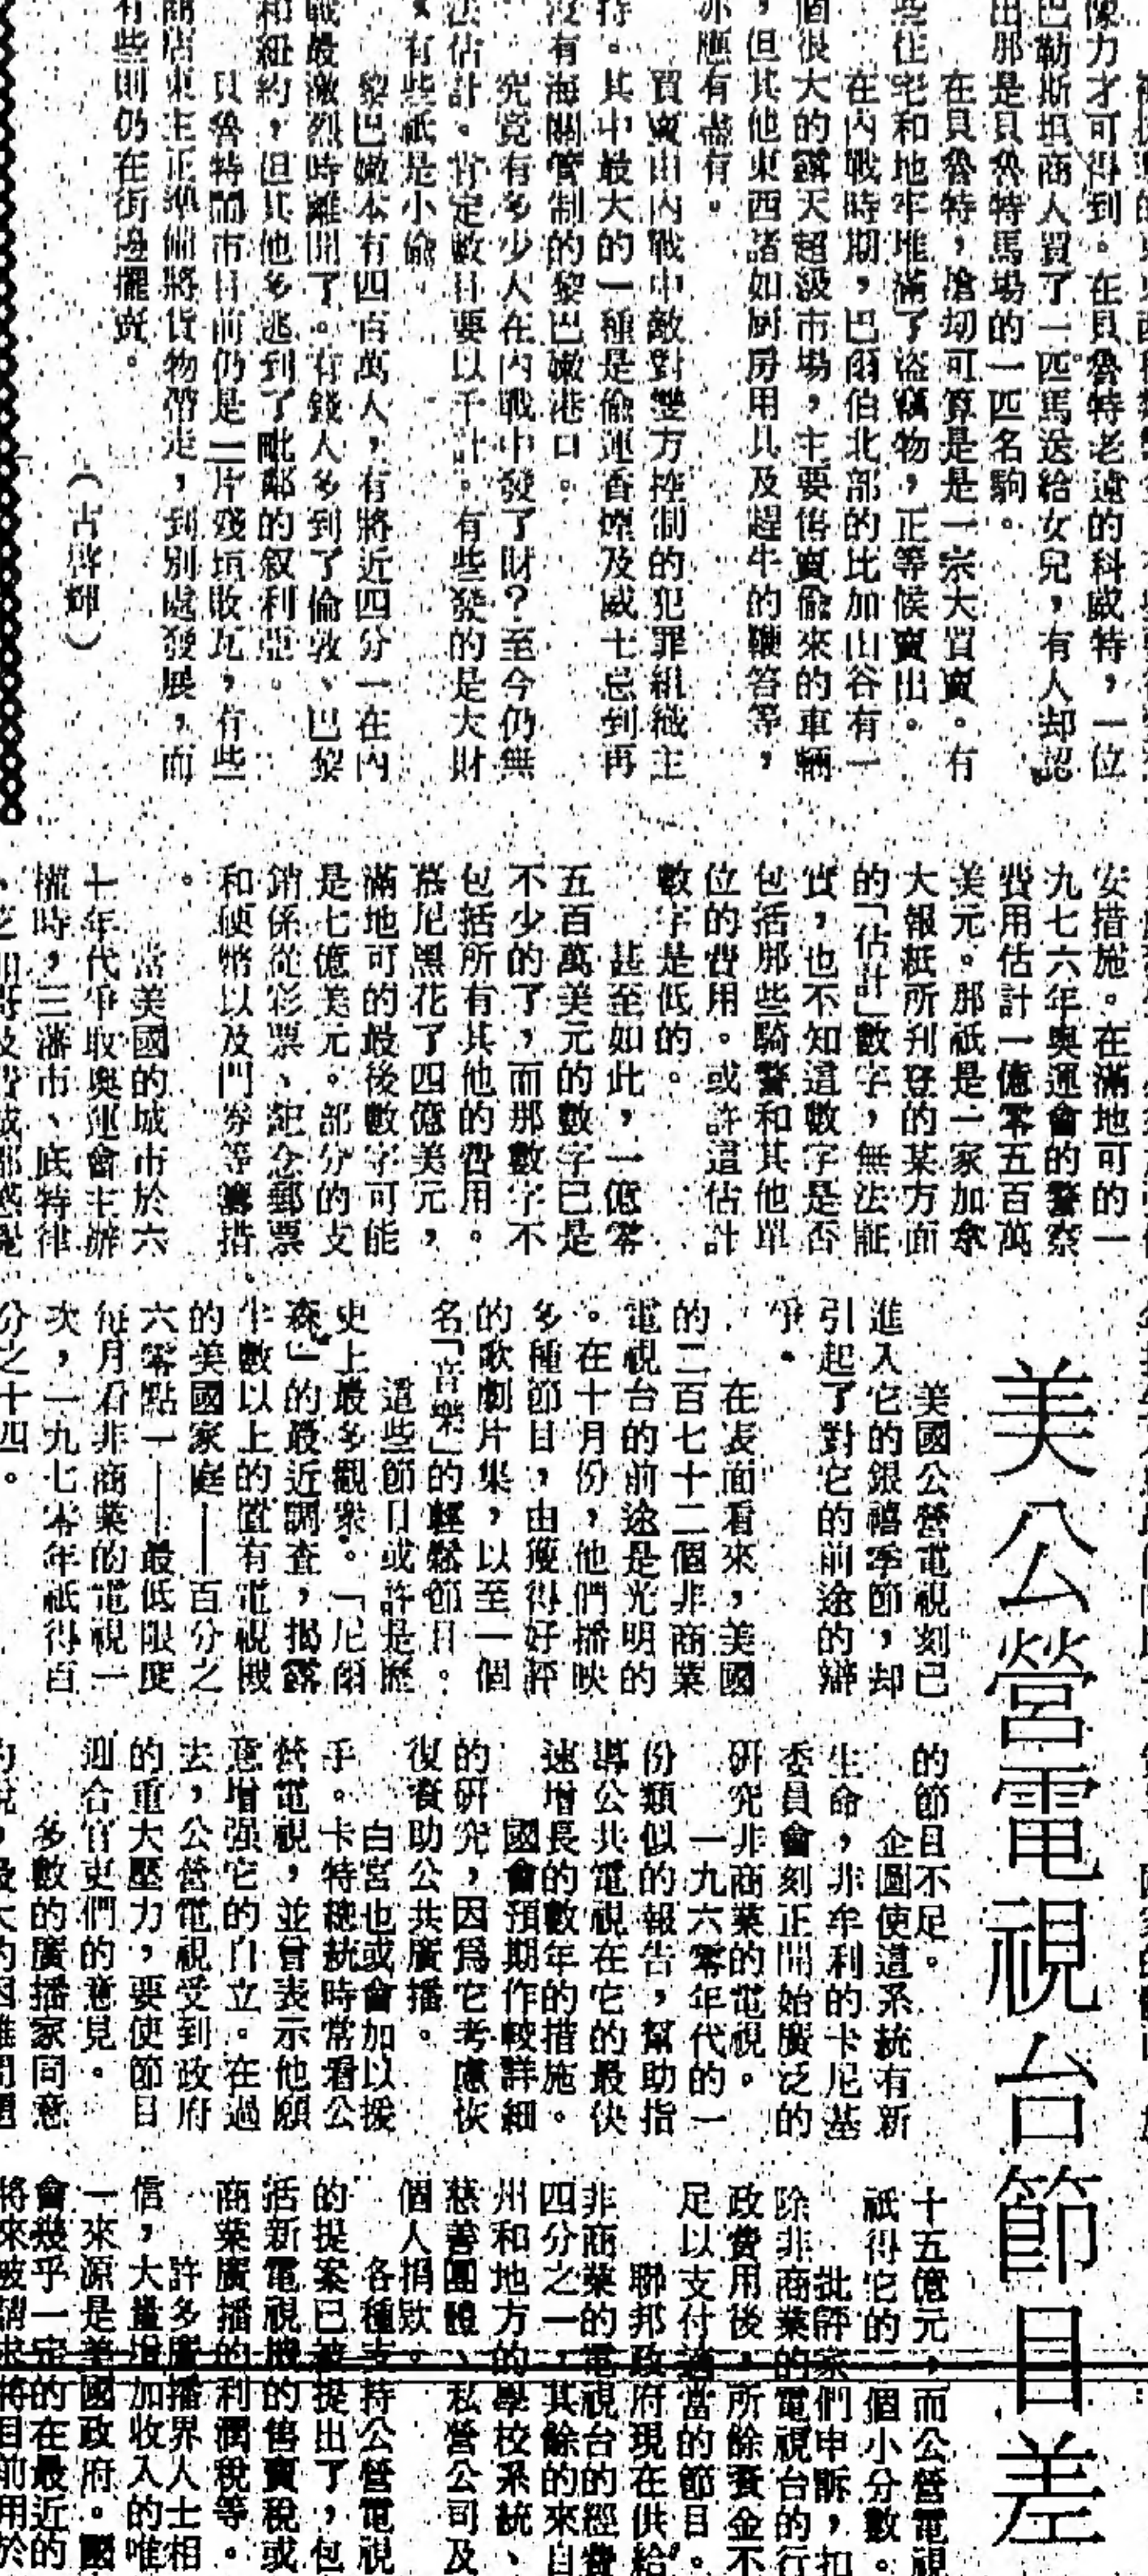 像力才可得到。在貝魯特老遠的科威特,一位
巴勒斯坦商人買了一匹馬送給女兒,有人却認
出那是貝魯特馬場的一匹名駒。
在貝魯特,搶刧可算是是一宗大買賣。有
些住宅和地牢堆滿了盜竊物,正等候賣出。
在內戰時期,巴爾伯北部的比加山谷有一
個很大的露天超級市場,主要售賣偷來的車輛
,但其他東西諸如厨房用具及趕牛的鞭笞等,
亦應有盡有。
買賣由內戰中敵對雙方控制的犯罪組織主
持。其中最大的一種是偷運香煙及威士忌到再
沒有海關管制的黎巴嫩港口。
究竟有多少人在內戰中發了財?至今仍無
法估計。肯定數目要以千計。有些發的是大財
,有些祇是小偷。
黎巴嫩本有四百萬人,有將近四分一在內
戰最激烈時離開了。有錢人多到了倫敦、巴黎
和紐約,但其他多逃到了毗鄰的叙利亞。
貝魯特鬧市目前仍是一片殘垣敗瓦,有些
商店東主正準備將貨物帶走,到別處發展,而
有些則仍在街邊擺賣。
安措施。在滿地可的一
九七六年奧運會的警察
費用估計一億零五百萬
美元。那祇是一家加拿
大報紙所刋登的某方面
的「估計」數字,無法証
實,也不知這數字是否
包括那些騎警和其他單
位的費用。或許這估計
數字是低的。
甚至如此,一億零
五百萬美元的數字已是
不少的了,而那數字不
包括所有其他的費用。
慕尼黑花了四億美元,
滿地可的最後數字可能
是七億美元。部分的支
銷係從彩票、記念郵票
和硬幣以及門券等籌措
。
當美國的城市於六
十年代爭取奧運會主辦
權時,三藩市、底特律
美公營電視台節目差
美國公營電視刻已
進入它的銀禧季節,却
引起了對它的前途的辯
爭。
在表面看來,美國
的二百七十二個非商業
電視台的前途是光明的
。在十月份,他們播映
多種節目,由獲得好評
的歌劇片集,以至一個
名「音樂」的輕鬆節目。
這些節目或許是歷
史上最多觀衆。「尼爾
森」的最近調查,揭露
半數以上的置有電視機
的美國家庭——百分之
六零點一——最低限度
每月看非商業的電視一
次,一九七零年祇得百
分之十四。
的節目不足。
企圖使這系統有新
生命,非牟利的卡尼基
委員會刻正開始廣泛的
硏究非商業的電視。
一九六零年代的一
份類似的報告,幫助指
導公共電視在它的最快
速增長的數年的措施。
國會預期作較詳細
的硏究,因爲它考慮恢
復資助公共廣播。
白宮也或會加以援
手。卡特總統時常看公
營電視,並曾表示他願
意增强它的自立。在過
去,公營電視受到政府
的重大壓力,要使節目
迎合官吏們的意見。
多數的廣播家同意
十五億元,而公營電視
祇得它的一個小分數。
批評家們申訴,扣
除非商業的電視台的行
政費用後,所餘資金不
足以支付適當的節目。
聯邦政府現在供給
非商業的電視台的經費
四分之一,其餘的來自
州和地方的學校系統、
慈善團體、私營公司及
個人捐欵。
各種支持公營電視
的提案已被提出了,包
括新電視機的售賣稅或
商業廣播的利潤稅等。
許多廣播界人士相
信,大量增加收入的唯
一來源是美國政府。國
會幾乎一定的在最近的